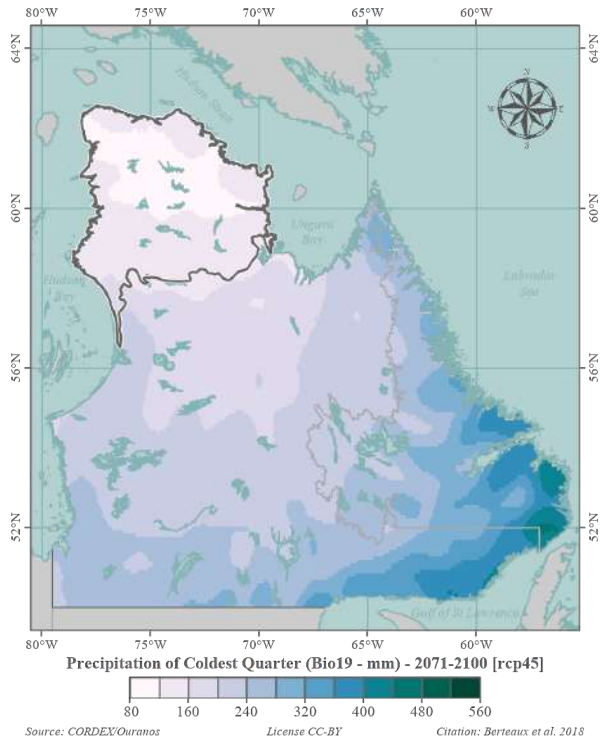 80°W 75°W 70°W 65°W 60°W
64°N 64°N
Hudson Strait
N
W E
S
60°N 60°N
Ungava
Bay
Hudson
Bay
Labrador
Sea
56°N 56°N
52°N 52°N
Gulf of St Lawrence
80°W 75°W 70°W 65°W 60°W
Precipitation of Coldest Quarter (Bio19 - mm) - 2071-2100 [rcp45]
80 160 240 320 400 480 560
Source: CORDEX/Ouranos License CC-BY Citation: Berteaux et al. 2018